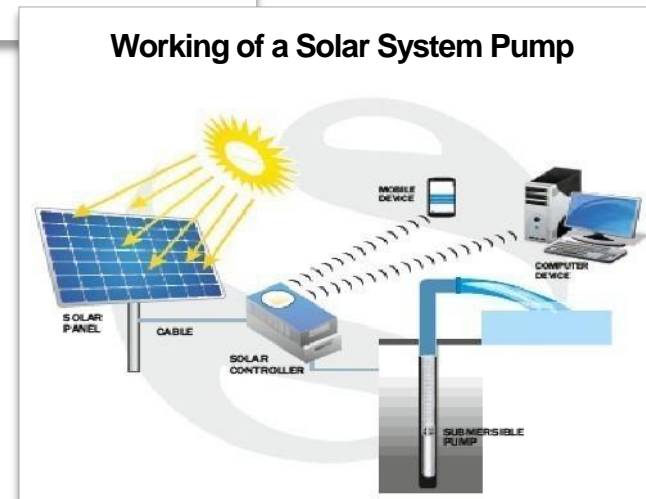 Working of a Solar System Pump
MOBILE
DEVICE
COMPUTER
DEVICE
SOLAR
PANEL
CABLE
SOLAR
CONTROLLER
SUBMERSIBLE
PUMP